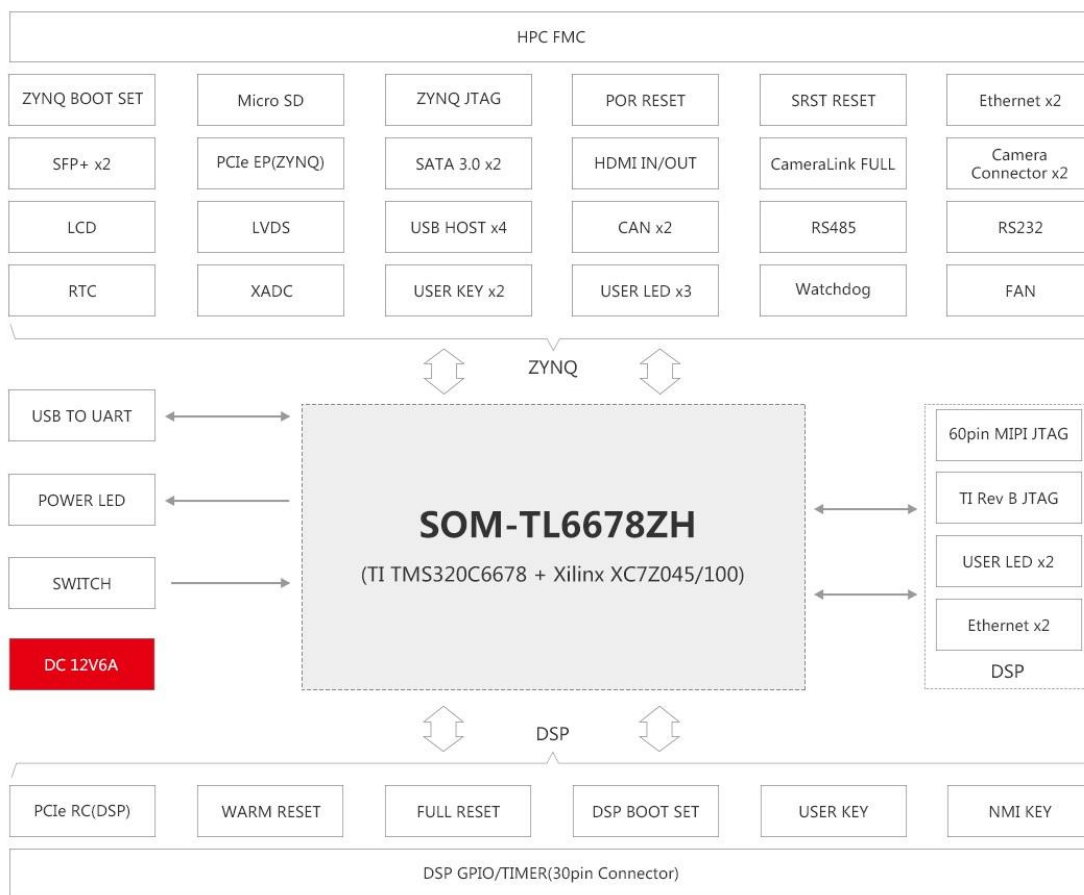 HPC FMC
ZYNQ BOOT SET
Micro SD
ZYNQ JTAG
POR RESET
SRST RESET
Ethernet x2
SFP+ x2
PCIe EP(ZYNQ)
SATA 3.0 x2
HDMI IN/OUT
CameraLink FULL
Camera
Connector x2
LCD
LVDS
USB HOST x4
CAN x2
RS485
RS232
RTC
XADC
USER KEY x2
USER LED x3
Watchdog
FAN
ZYNQ
USB TO UART
POWER LED
SWITCH
DC 12V6A
SOM-TL6678ZH
(TI TMS320C6678 + Xilinx XC7Z045/100)
60pin MIPI JTAG
TI Rev B JTAG
USER LED x2
Ethernet x2
DSP
DSP
PCIe RC(DSP)
WARM RESET
FULL RESET
DSP BOOT SET
USER KEY
NMI KEY
DSP GPIO/TIMER(30pin Connector)